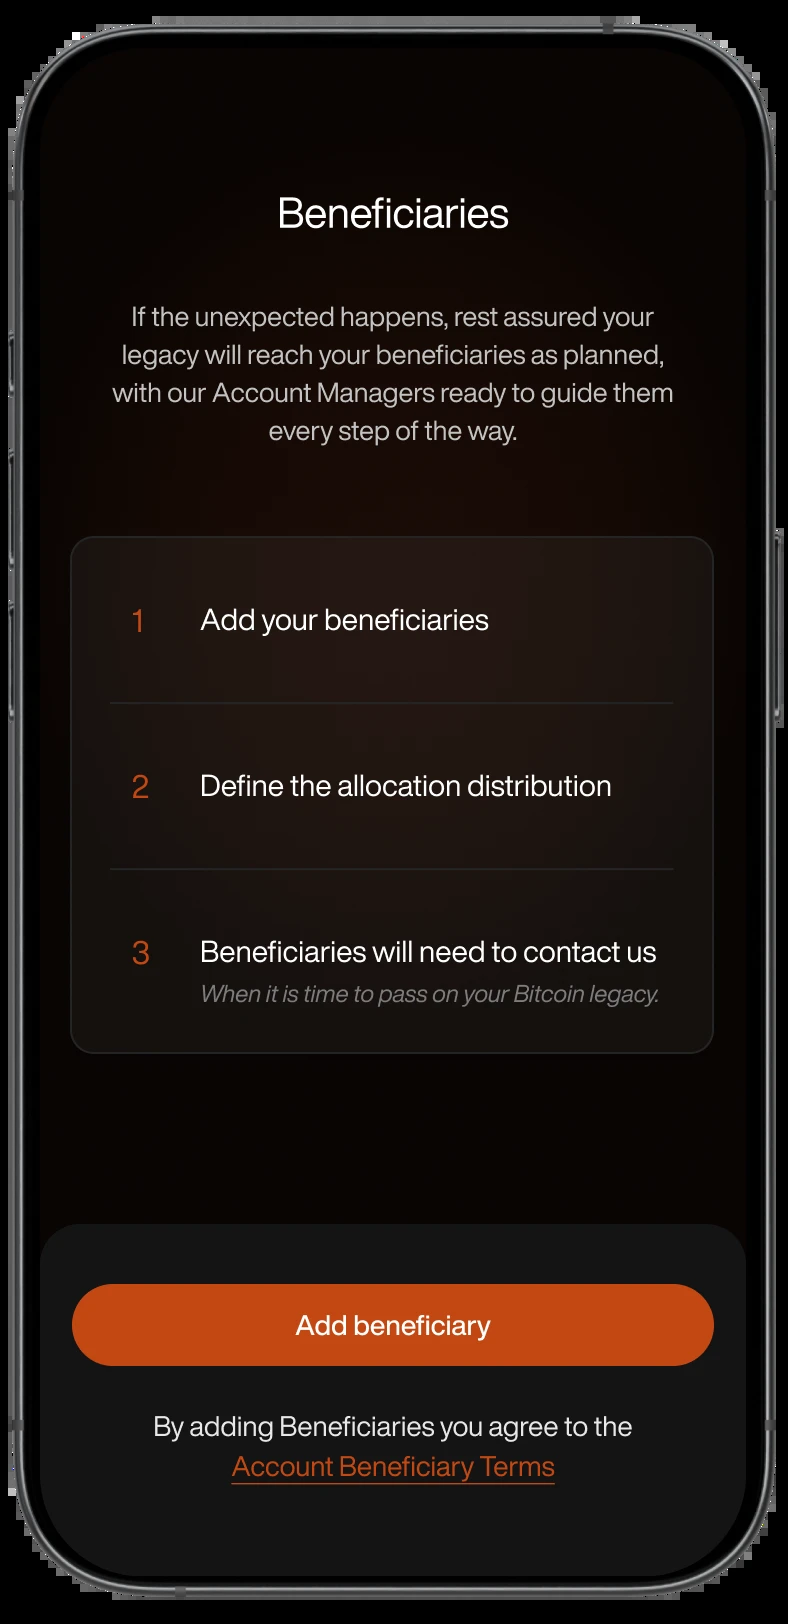 Beneficiaries
If the unexpected happens, rest assured your
legacy will reach your beneficiaries as planned,
with our Account Managers ready to guide them
every step of the way.
1 Add your beneficiaries
2 Define the allocation distribution
3 Beneficiaries will need to contact us
When it is time to pass on your Bitcoin legacy.
Add beneficiary
By adding Beneficiaries you agree to the
Account Beneficiary Terms